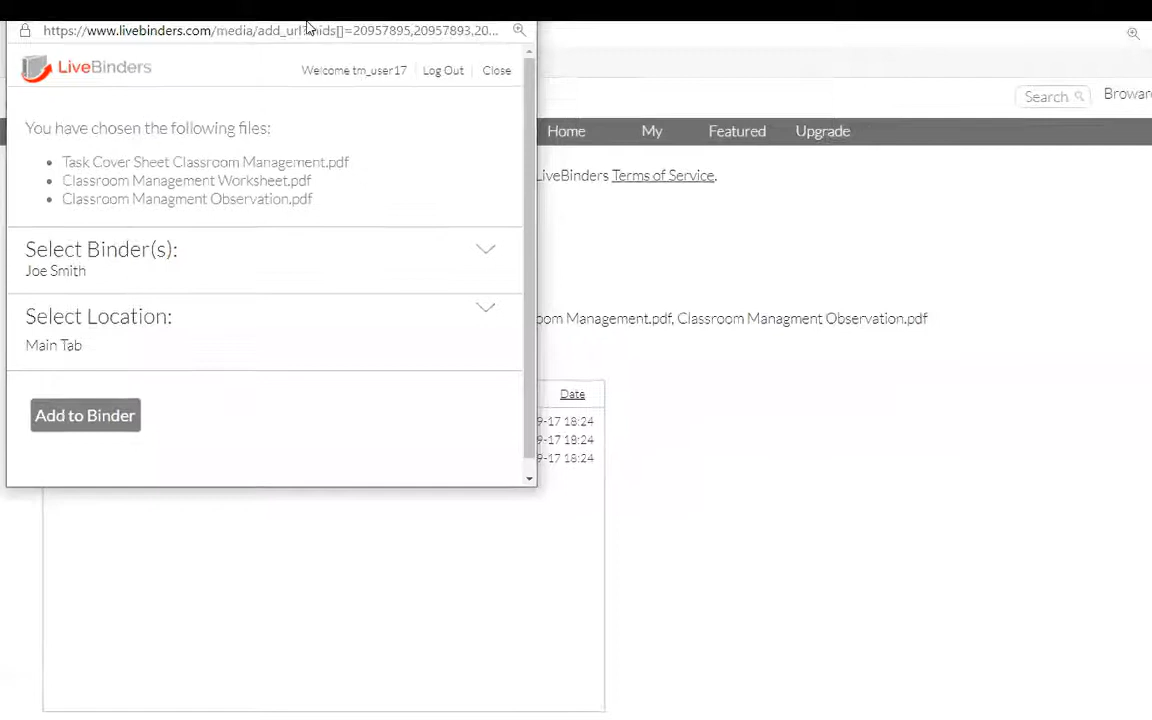 https://www.livebinders.com/media/add_url?mids[]=20957895,20957893,20...
LiveBinders
Welcome tm_user17 Log Out Close
You have chosen the following files:
Task Cover Sheet Classroom Management.pdf
Classroom Management Worksheet.pdf
Classroom Managment Observation.pdf
Select Binder(s):
Joe Smith
Select Location:
Main Tab
Add to Binder
Search Broward
Home My Featured Upgrade
LiveBinders Terms of Service.
oom Management.pdf, Classroom Managment Observation.pdf
Date
9-17 18:24
9-17 18:24
9-17 18:24